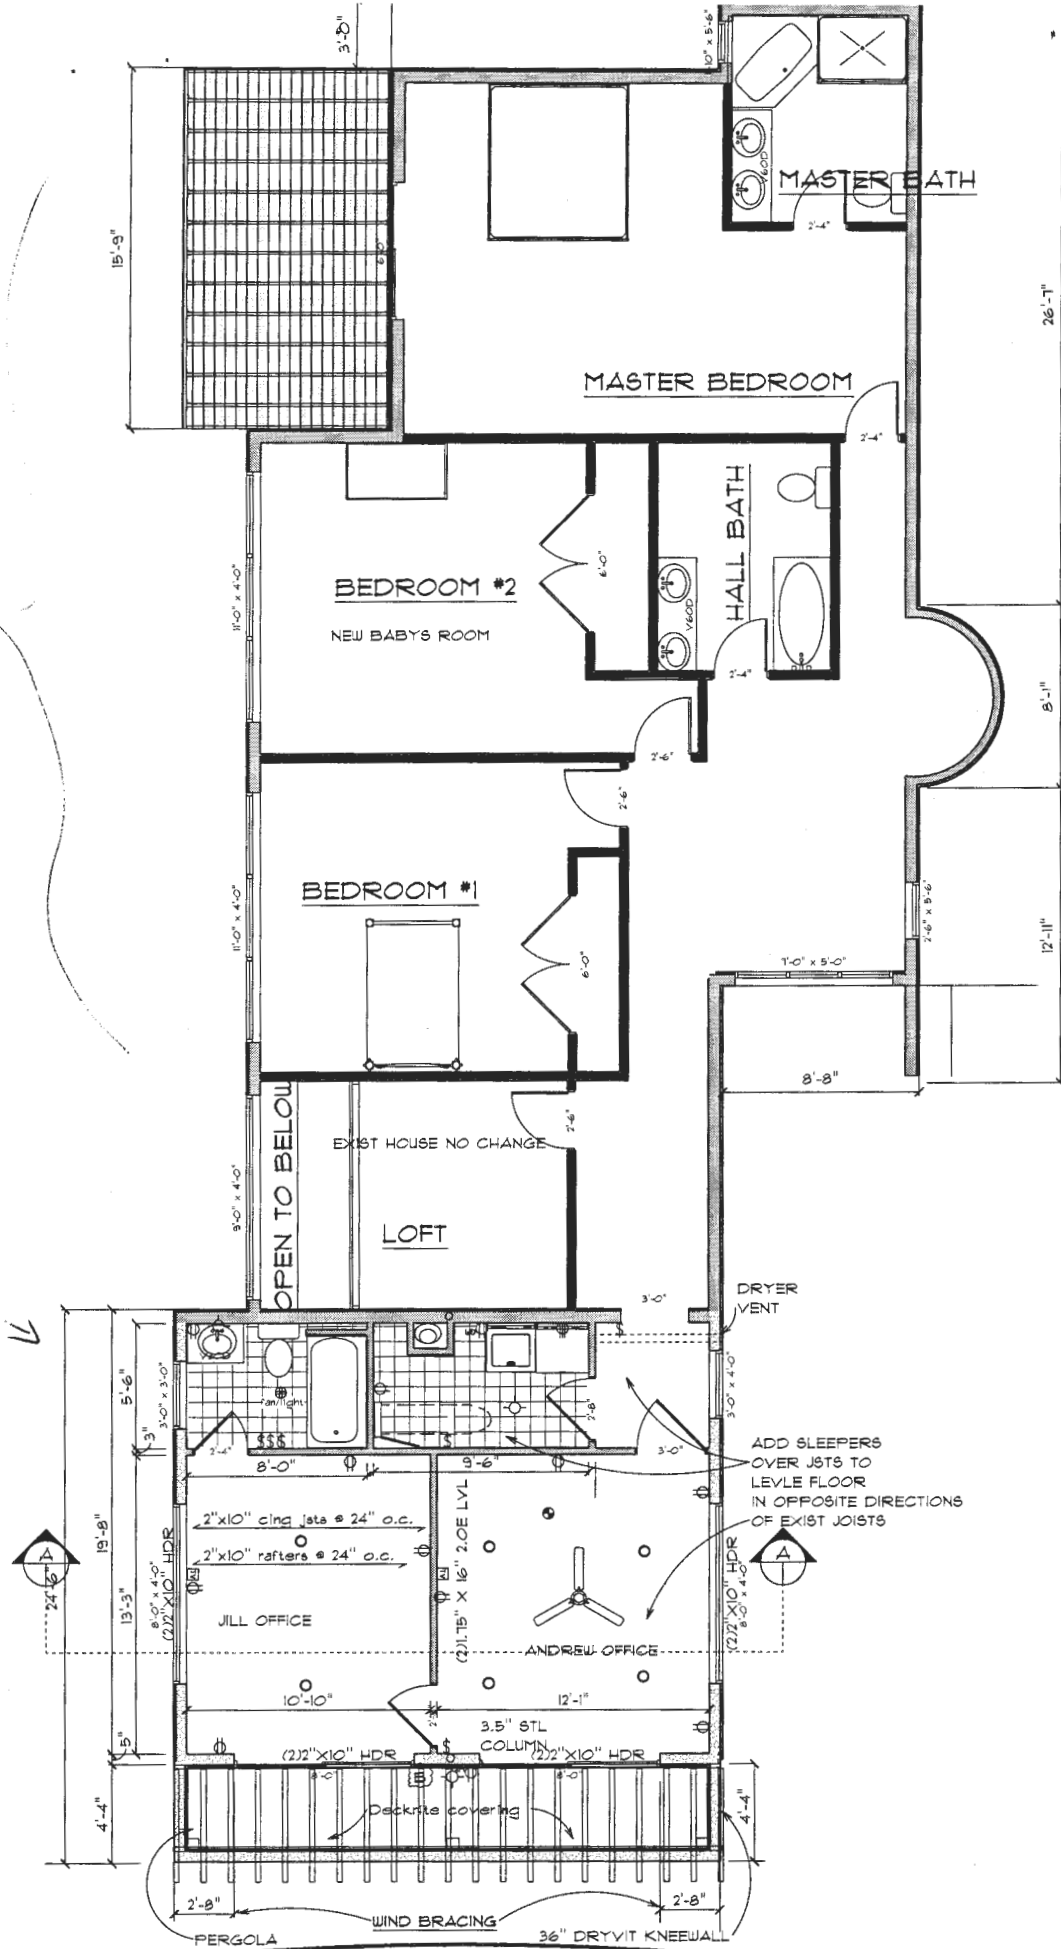 3'-8"
10" x 5'-6"
15'-9"
6'-0"
V60D
MASTER BATH
2'-4"
26'-7"
MASTER BEDROOM
2'-4"
HALL BATH
BEDROOM #2
NEW BABYS ROOM
11'-0" x 4'-0"
6'-0"
V60D
2'-4"
8'-1"
2'-6"
2'-6"
BEDROOM #1
11'-0" x 4'-0"
6'-0"
2'-6" x 5'-6"
12'-11"
7'-0" x 5'-0"
8'-8"
OPEN TO BELOW
EXIST HOUSE NO CHANGE
2'-6"
9'-0" x 4'-0"
LOFT
3'-0"
DRYER
VENT
5'-6"
3'-0" x 3'-0"
fan/light
2'-8"
3'-0" x 4'-0"
3"
2'-4"
$$$
$
3'-0"
8'-0"
9'-6"
ADD SLEEPERS
OVER JSTS TO
LEVLE FLOOR
IN OPPOSITE DIRECTIONS
OF EXIST JOISTS
2"x10" clng jsts @ 24" o.c.
2"x10" rafters @ 24" o.c.
(2)1.75" X 16" 2.0E LVL
A
A
24'-6"
19'-8"
13'-3"
8'-0" x 4'-0"
(2)2"X10" HDR
(2)2"X10" HDR
8'-0" x 4'-0"
JILL OFFICE
ANDREW OFFICE
10'-10"
12'-1"
3.5" STL
COLUMN
5"
$
(2)2"X10" HDR
(2)2"X10" HDR
8'-0"
8'-0"
4'-4"
Deckrite covering
4'-4"
2'-8"
2'-8"
WIND BRACING
PERGOLA
36" DRYVIT KNEEWALL